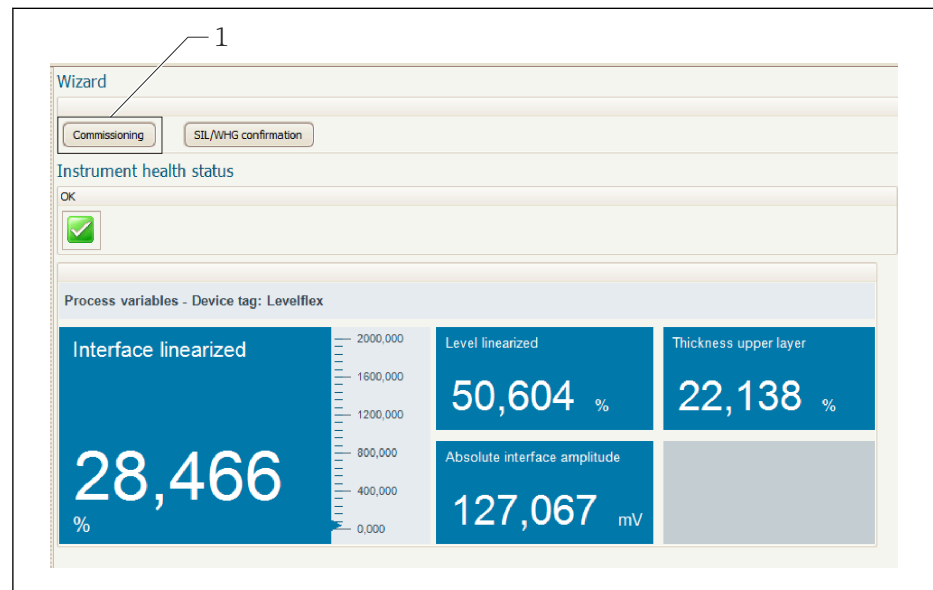 1
Wizard
Commissioning
SIL/WHG confirmation
Instrument health status
OK
Process variables - Device tag: Levelflex
Interface linearized
28,466
%
2000,000
1600,000
1200,000
800,000
400,000
0,000
Level linearized
50,604 %
Thickness upper layer
22,138 %
Absolute interface amplitude
127,067 mV